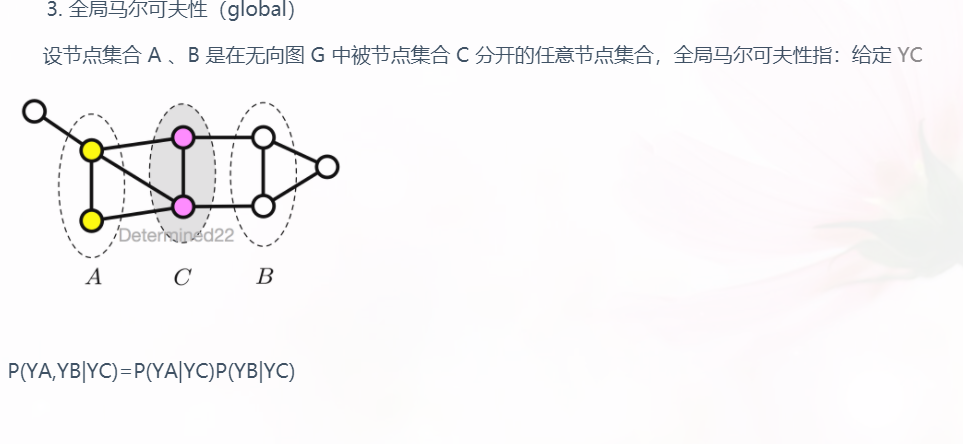 3. 全局马尔可夫性（global）
设节点集合 A 、B 是在无向图 G 中被节点集合 C 分开的任意节点集合，全局马尔可夫性指：给定 YC
Determined22
A C B
P(YA,YB|YC)=P(YA|YC)P(YB|YC)